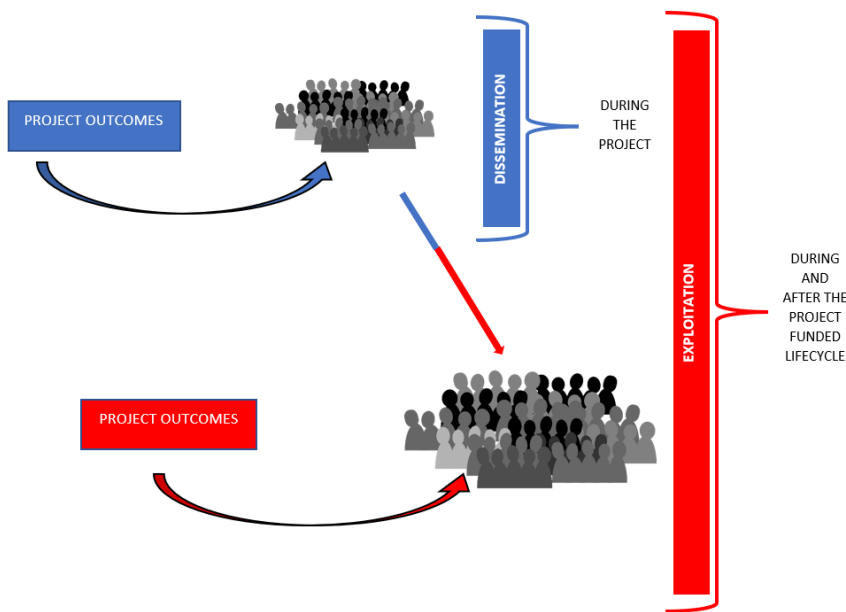 PROJECT OUTCOMES
DISSEMINATION
DURING
THE
PROJECT
EXPLOITATION
DURING
AND
AFTER THE
PROJECT
FUNDED
LIFECYCLE
PROJECT OUTCOMES